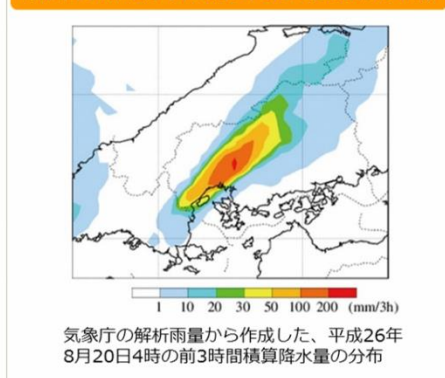 1 10 20 30 50 100 200 (mm/3h)
気象庁の解析雨量から作成した、平成26年
8月20日4時の前3時間積算降水量の分布